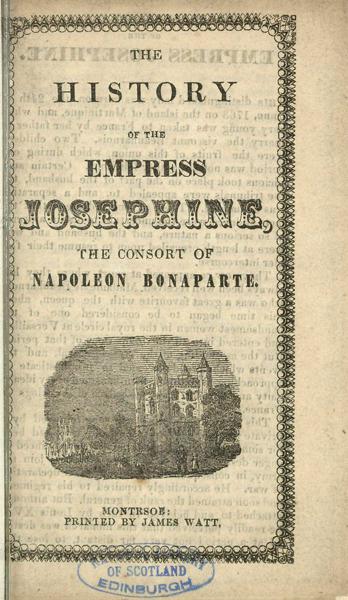 THE
HISTORY
OF THE
EMPRESS
JOSEPHINE,
THE CONSORT OF
NAPOLEON BONAPARTE.
MONTRSOE:
PRINTED BY JAMES WATT,
OF SCOTLAND
EDINBURGH